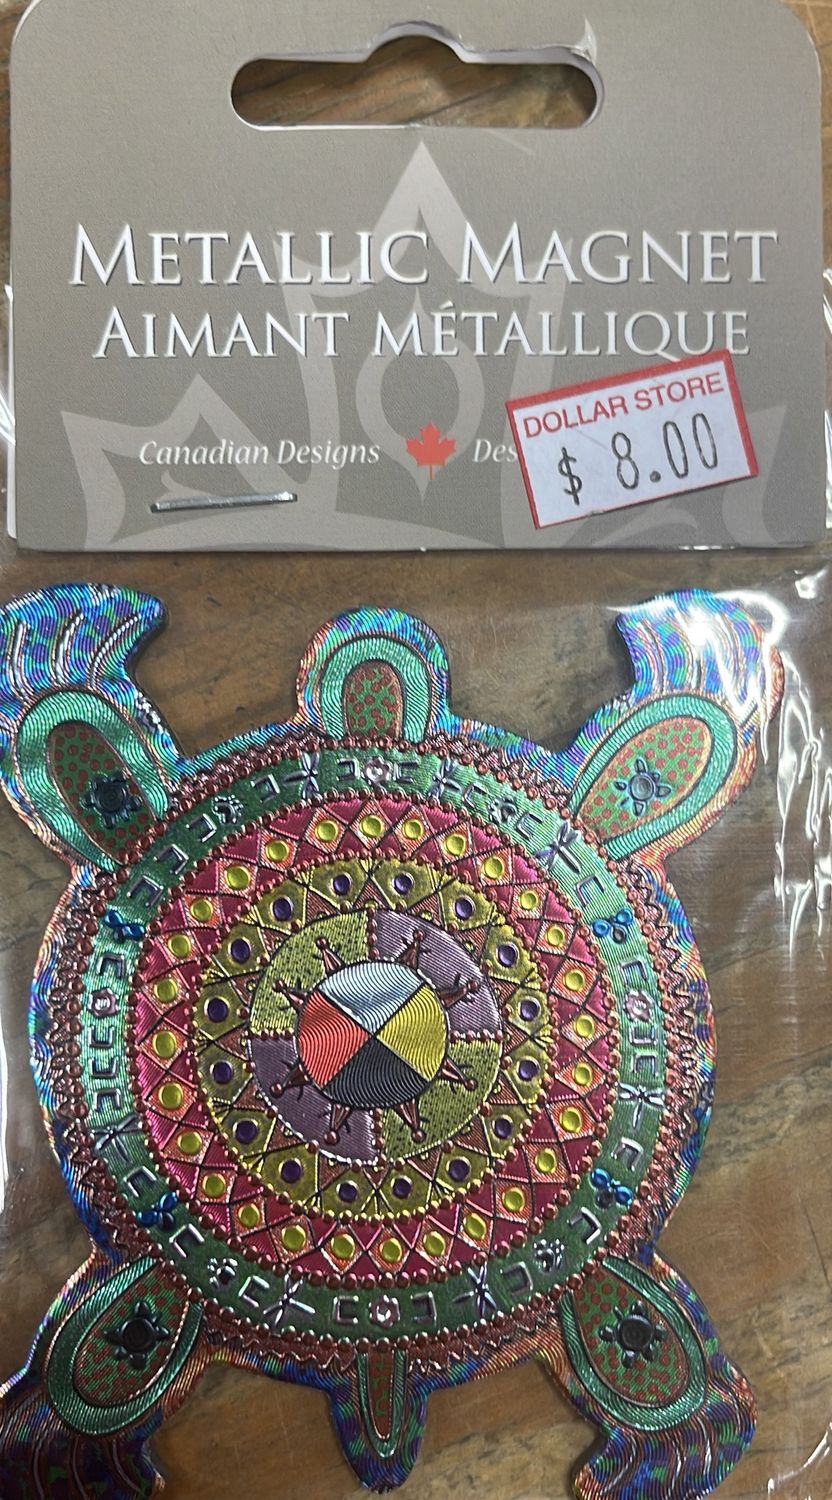 METALLIC MAGNET
AIMANT MÉTALLIQUE
Canadian Designs
DOLLAR STORE
$ 8.00